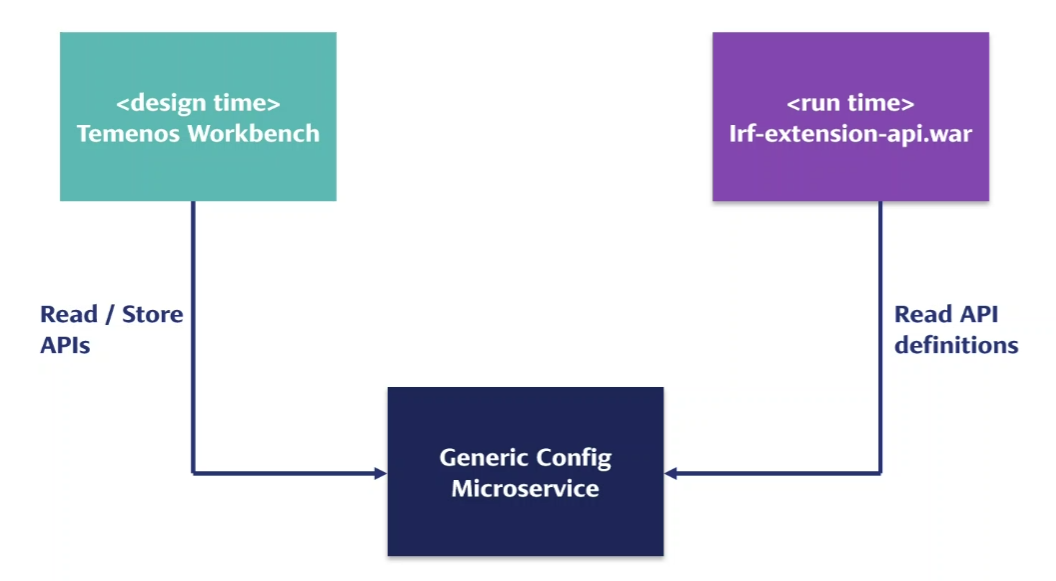 <design time>
Temenos Workbench
<run time>
Irf-extension-api.war
Read / Store
APIs
Read API
definitions
Generic Config
Microservice